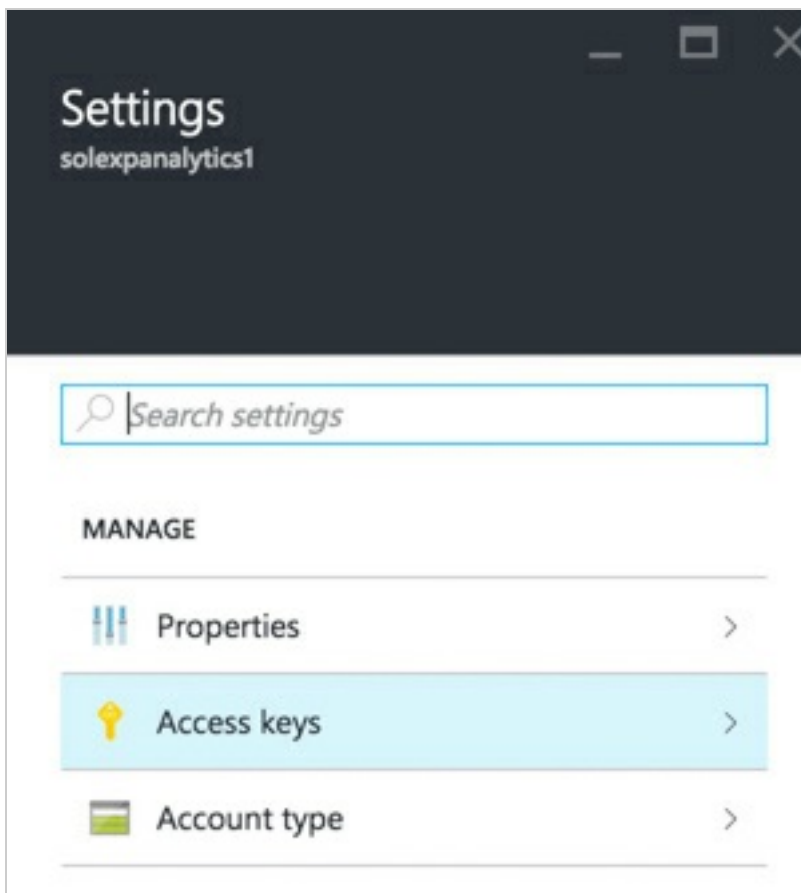 Settings
solexpanalytics1
Search settings
MANAGE
Properties
Access keys
Account type